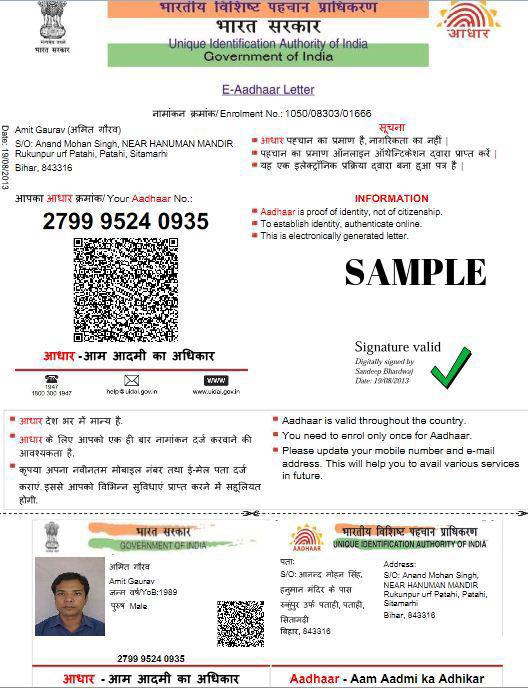 भारतीय विशिष्ट पहचान प्राधिकरण
भारत सरकार
भारत सरकार
Unique Identification Authority of India
Government of India
आधार
E-Aadhaar Letter
नामांकन क्रमांक/ Enrolment No.: 1050/08303/01666
Date: 19/08/2013
Amit Gaurav (अमित गौरव)
S/O: Anand Mohan Singh, NEAR HANUMAN MANDIR
Rukunpur urf Patahi, Patahi, Sitamarhi
Bihar, 843316
सूचना
आधार पहचान का प्रमाण है, नागरिकता का नहीं |
पहचान का प्रमाण ऑनलाइन ऑथेन्टिकेशन द्वारा प्राप्त करें |
यह एक इलेक्ट्रॉनिक प्रक्रिया द्वारा बना हुआ पत्र है |
आपका आधार क्रमांक/ Your Aadhaar No.:
2799 9524 0935
INFORMATION
Aadhaar is proof of identity, not of citizenship.
To establish identity, authenticate online.
This is electronically generated letter.
SAMPLE
आधार -आम आदमी का अधिकार
1947
1800 300 1947
help@uidai.gov.in
www
www.uidai.gov.in
Signature valid
Digitally signed by
Sandeep Bhardwaj
Date: 19/08/2013
आधार देश भर में मान्य है.
आधार के लिए आपको एक ही बार नामांकन दर्ज करवाने की
आवश्यकता है.
कृपया अपना नवीनतम मोबाइल नंबर तथा ई-मेल पता दर्ज
कराएं. इससे आपको विभिन्न सुविधाएं प्राप्त करने में सहूलियत
होगी.
Aadhaar is valid throughout the country.
You need to enrol only once for Aadhaar.
Please update your mobile number and e-mail
address. This will help you to avail various services
in future.
भारत सरकार
GOVERNMENT OF INDIA
अमित गौरव
Amit Gaurav
जन्म वर्ष/YoB:1989
पुरुष Male
2799 9524 0935
आधार - आम आदमी का अधिकार
AADHAAR
भारतीय विशिष्ट पहचान प्राधिकरण
UNIQUE IDENTIFICATION AUTHORITY OF INDIA
पता:
S/O: आनन्द मोहन सिंह,
हनुमान मंदिर के पास
रुकुंपुर उर्फ पताही, पताही,
सितामढ़ी
बिहार, 843316
Address:
S/O: Anand Mohan Singh,
NEAR HANUMAN MANDIR
Rukunpur urf Patahi, Patahi,
Sitamarhi
Bihar, 843316
Aadhaar - Aam Aadmi ka Adhikar